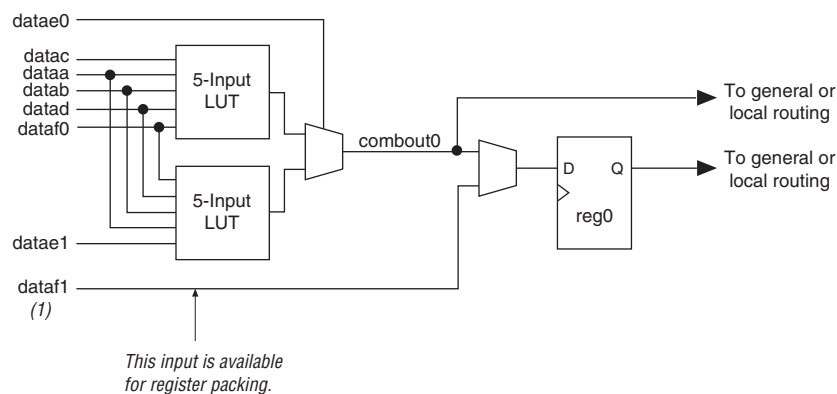 datae0
datac
dataa
datab
datad
dataf0
5-Input
LUT
combout0
To general or
local routing
5-Input
LUT
D Q
reg0
To general or
local routing
datae1
dataf1
(1)
This input is available
for register packing.